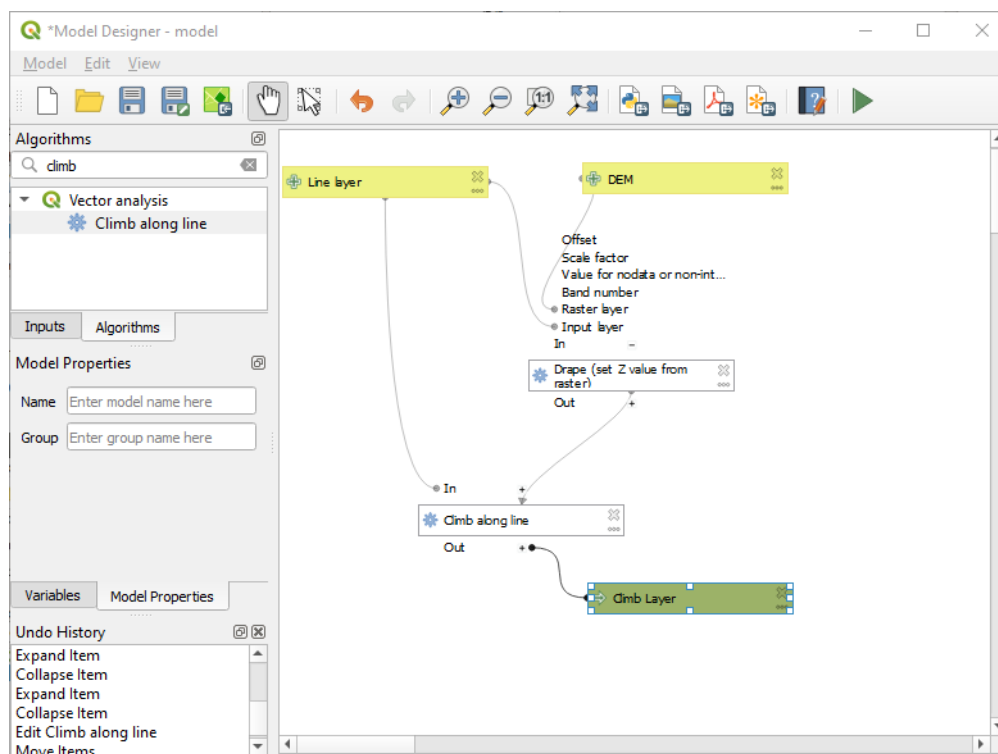 *Model Designer - model
Model Edit View
1:1
Algorithms
climb
Vector analysis
Climb along line
Inputs Algorithms
Model Properties
Name Enter model name here
Group Enter group name here
Variables Model Properties
Undo History
Expand Item
Collapse Item
Expand Item
Collapse Item
Edit Climb along line
Move Items
Line layer
DEM
Offset
Scale factor
Value for nodata or non-int...
Band number
Raster layer
Input layer
In -
Drape (set Z value from
raster)
Out +
In +
Climb along line
Out +
Climb Layer